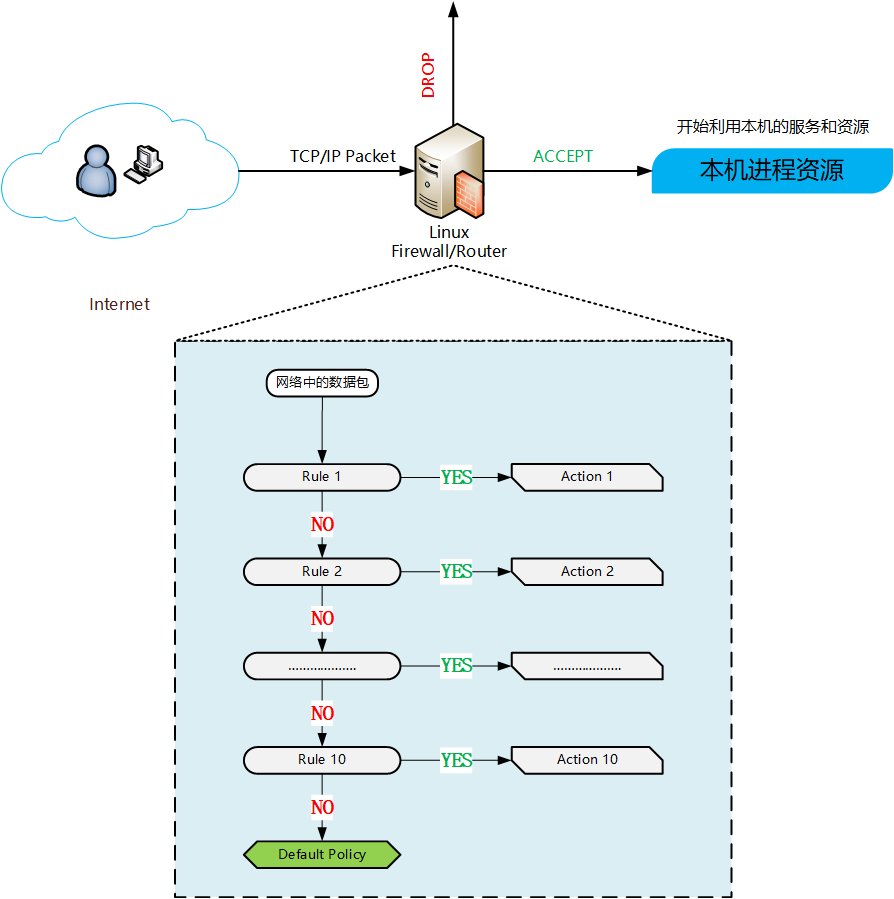 DROP
开始利用本机的服务和资源
TCP/IP Packet
ACCEPT
本机进程资源
Linux
Firewall/Router
Internet
网络中的数据包
Rule 1
YES
Action 1
NO
Rule 2
YES
Action 2
NO
...................
YES
...................
NO
Rule 10
YES
Action 10
NO
Default Policy